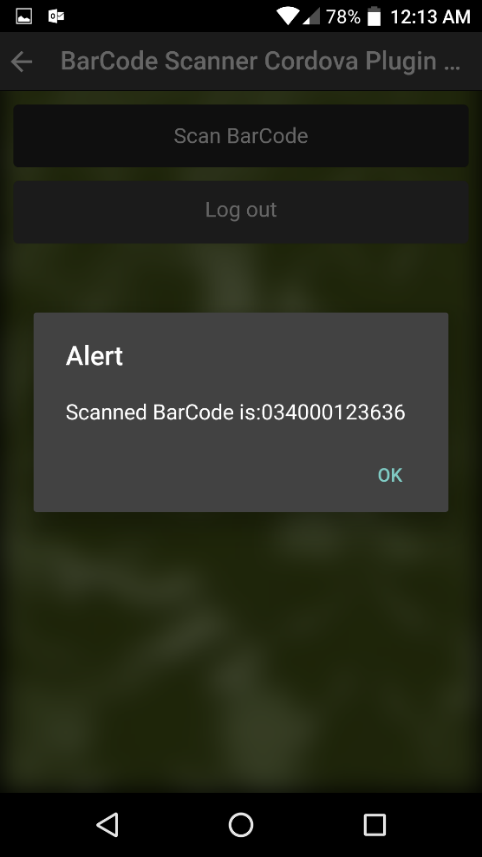 78% 12:13 AM
BarCode Scanner Cordova Plugin ...
Scan BarCode
Log out
Alert
Scanned BarCode is:034000123636
OK